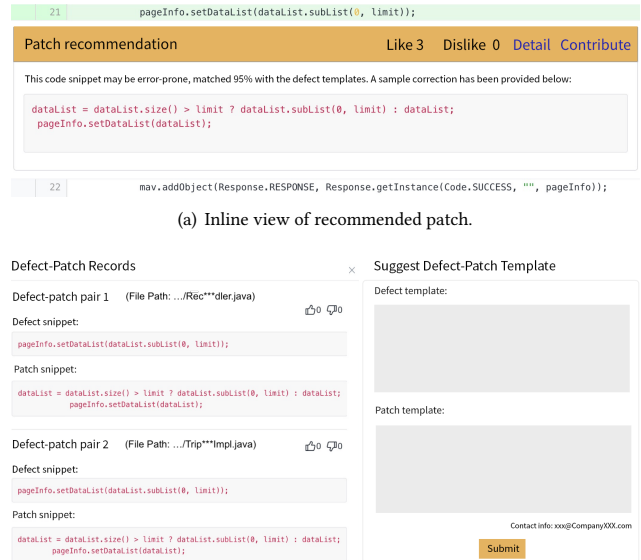 21 pageInfo.setDataList(dataList.subList(0, limit));
Patch recommendation Like 3 Dislike 0 Detail Contribute
This code snippet may be error-prone, matched 95% with the defect templates. A sample correction has been provided below:
dataList = dataList.size() > limit ? dataList.subList(0, limit) : dataList;
pageInfo.setDataList(dataList);
22 mav.addObject(Response.RESPONSE, Response.getInstance(Code.SUCCESS, "", pageInfo));
(a) Inline view of recommended patch.
Defect-Patch Records ×
Defect-patch pair 1 (File Path: .../Rec***dler.java)
0 0
Defect snippet:
pageInfo.setDataList(dataList.subList(0, limit));
Patch snippet:
dataList = dataList.size() > limit ? dataList.subList(0, limit) : dataList;
pageInfo.setDataList(dataList);
Defect-patch pair 2 (File Path: .../Trip***Impl.java) 0 0
Defect snippet:
pageInfo.setDataList(dataList.subList(0, limit));
Patch snippet:
dataList = dataList.size() > limit ? dataList.subList(0, limit) : dataList;
pageInfo.setDataList(dataList);
Suggest Defect-Patch Template
Defect template:
Patch template:
Contact info: xxx@CompanyXXX.com
Submit